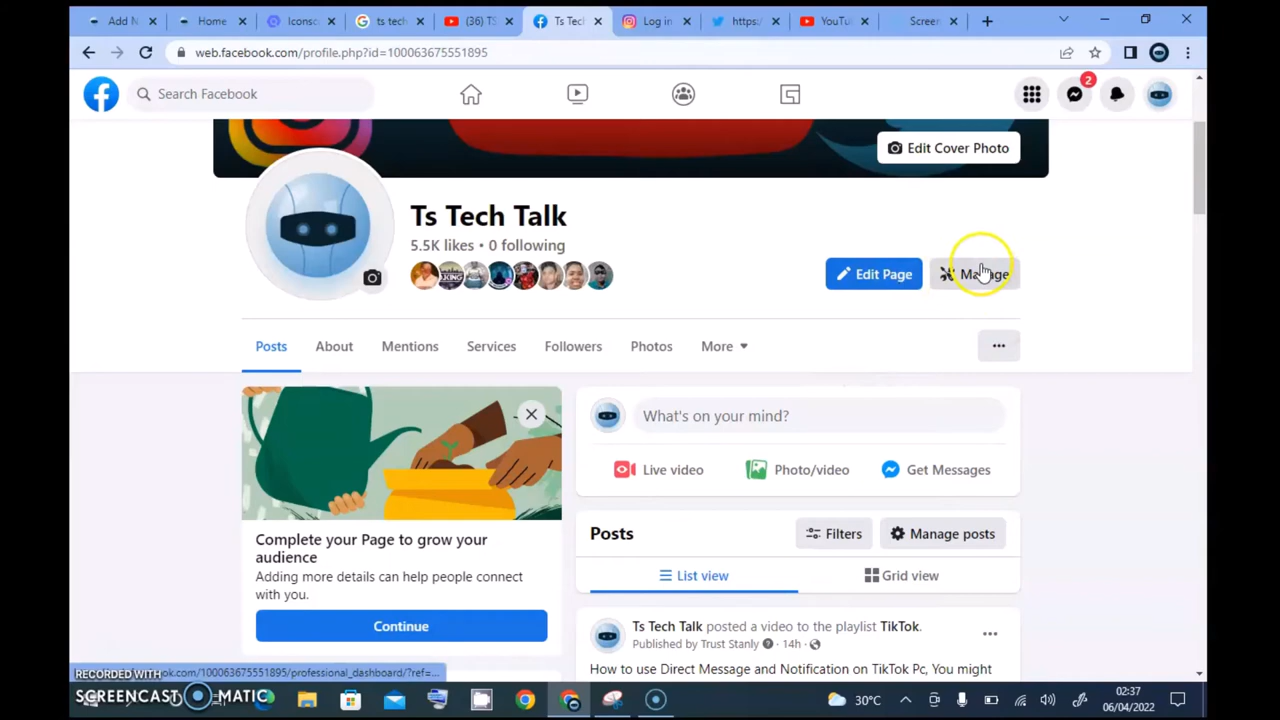 Add N
Home
Iconsc
ts tech
(36) TS
Ts Tech
Log in
https:/
YouTu
Screen
web.facebook.com/profile.php?id=100063675551895
Search Facebook
2
Edit Cover Photo
Ts Tech Talk
5.5K likes • 0 following
Edit Page
Manage
Posts
About
Mentions
Services
Followers
Photos
More
What's on your mind?
Live video
Photo/video
Get Messages
Complete your Page to grow your
audience
Adding more details can help people connect
with you.
Continue
Posts
Filters
Manage posts
List view
Grid view
Ts Tech Talk posted a video to the playlist TikTok.
Published by Trust Stanly · 14h ·
How to use Direct Message and Notification on TikTok Pc, You might
RECORDED WITH
ok.com/100063675551895/professional_dashboard/?ref=...
SCREENCAST MATIC
30°C
02:37
06/04/2022